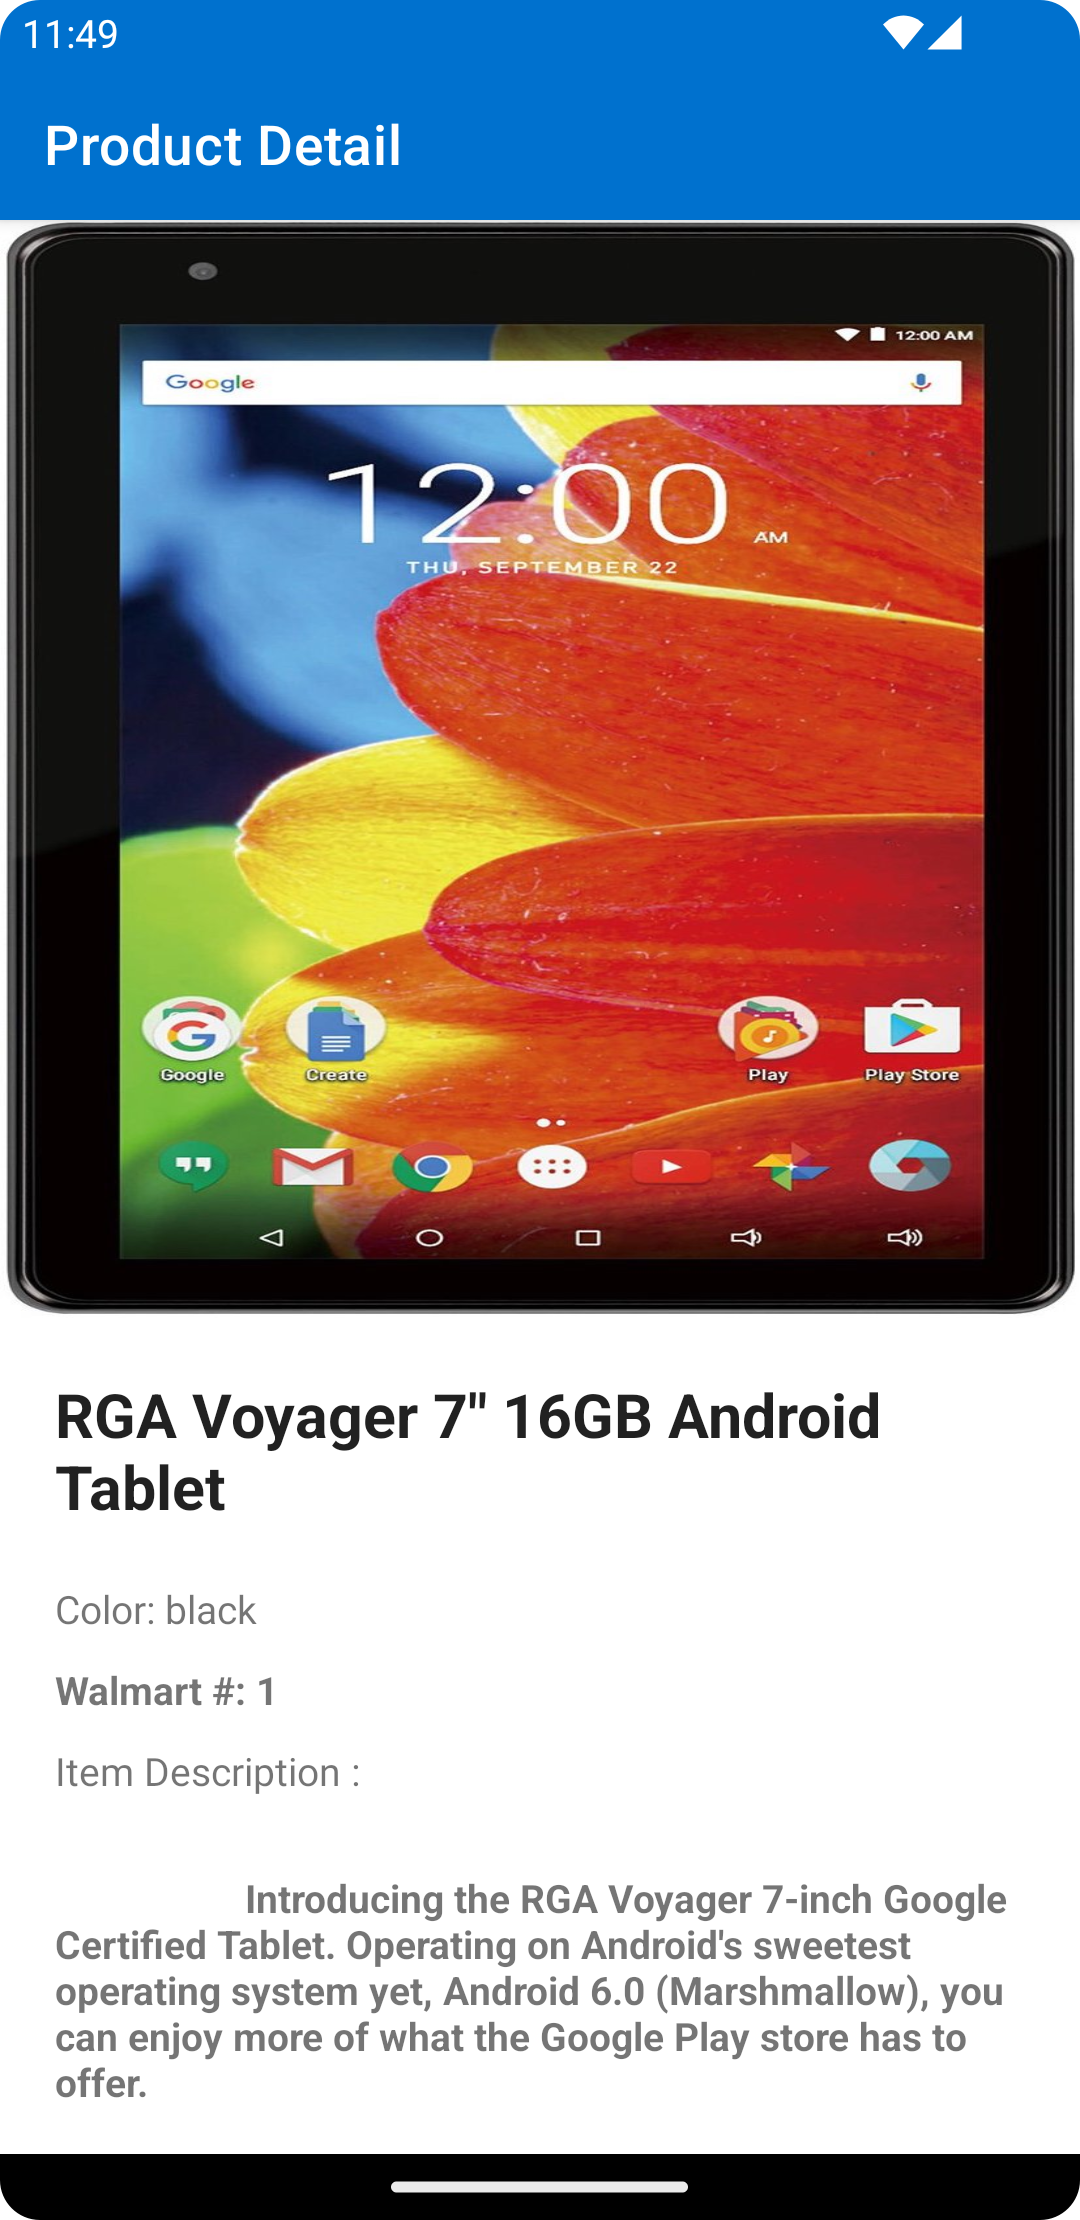 11:49
Product Detail
12:00 AM
Google
12:00 AM
THU, SEPTEMBER 22
Google Create Play Play Store
RGA Voyager 7" 16GB Android
Tablet
Color: black
Walmart #: 1
Item Description :
Introducing the RGA Voyager 7-inch Google
Certified Tablet. Operating on Android's sweetest
operating system yet, Android 6.0 (Marshmallow), you
can enjoy more of what the Google Play store has to
offer.